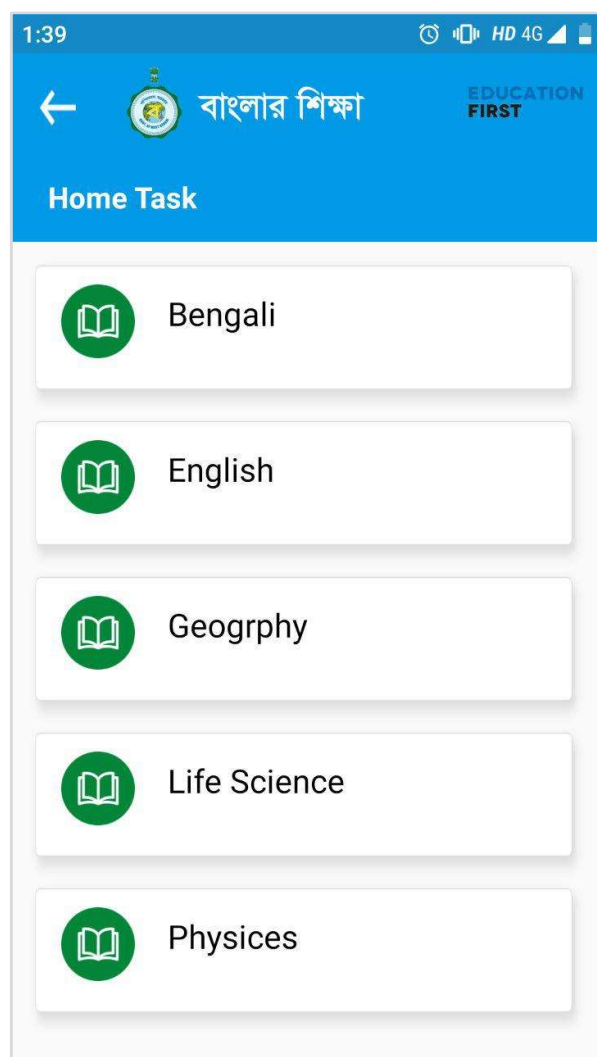 1:39 HD 4G
বাংলার শিক্ষা
EDUCATION
FIRST
Home Task
Bengali
English
Geogrphy
Life Science
Physices